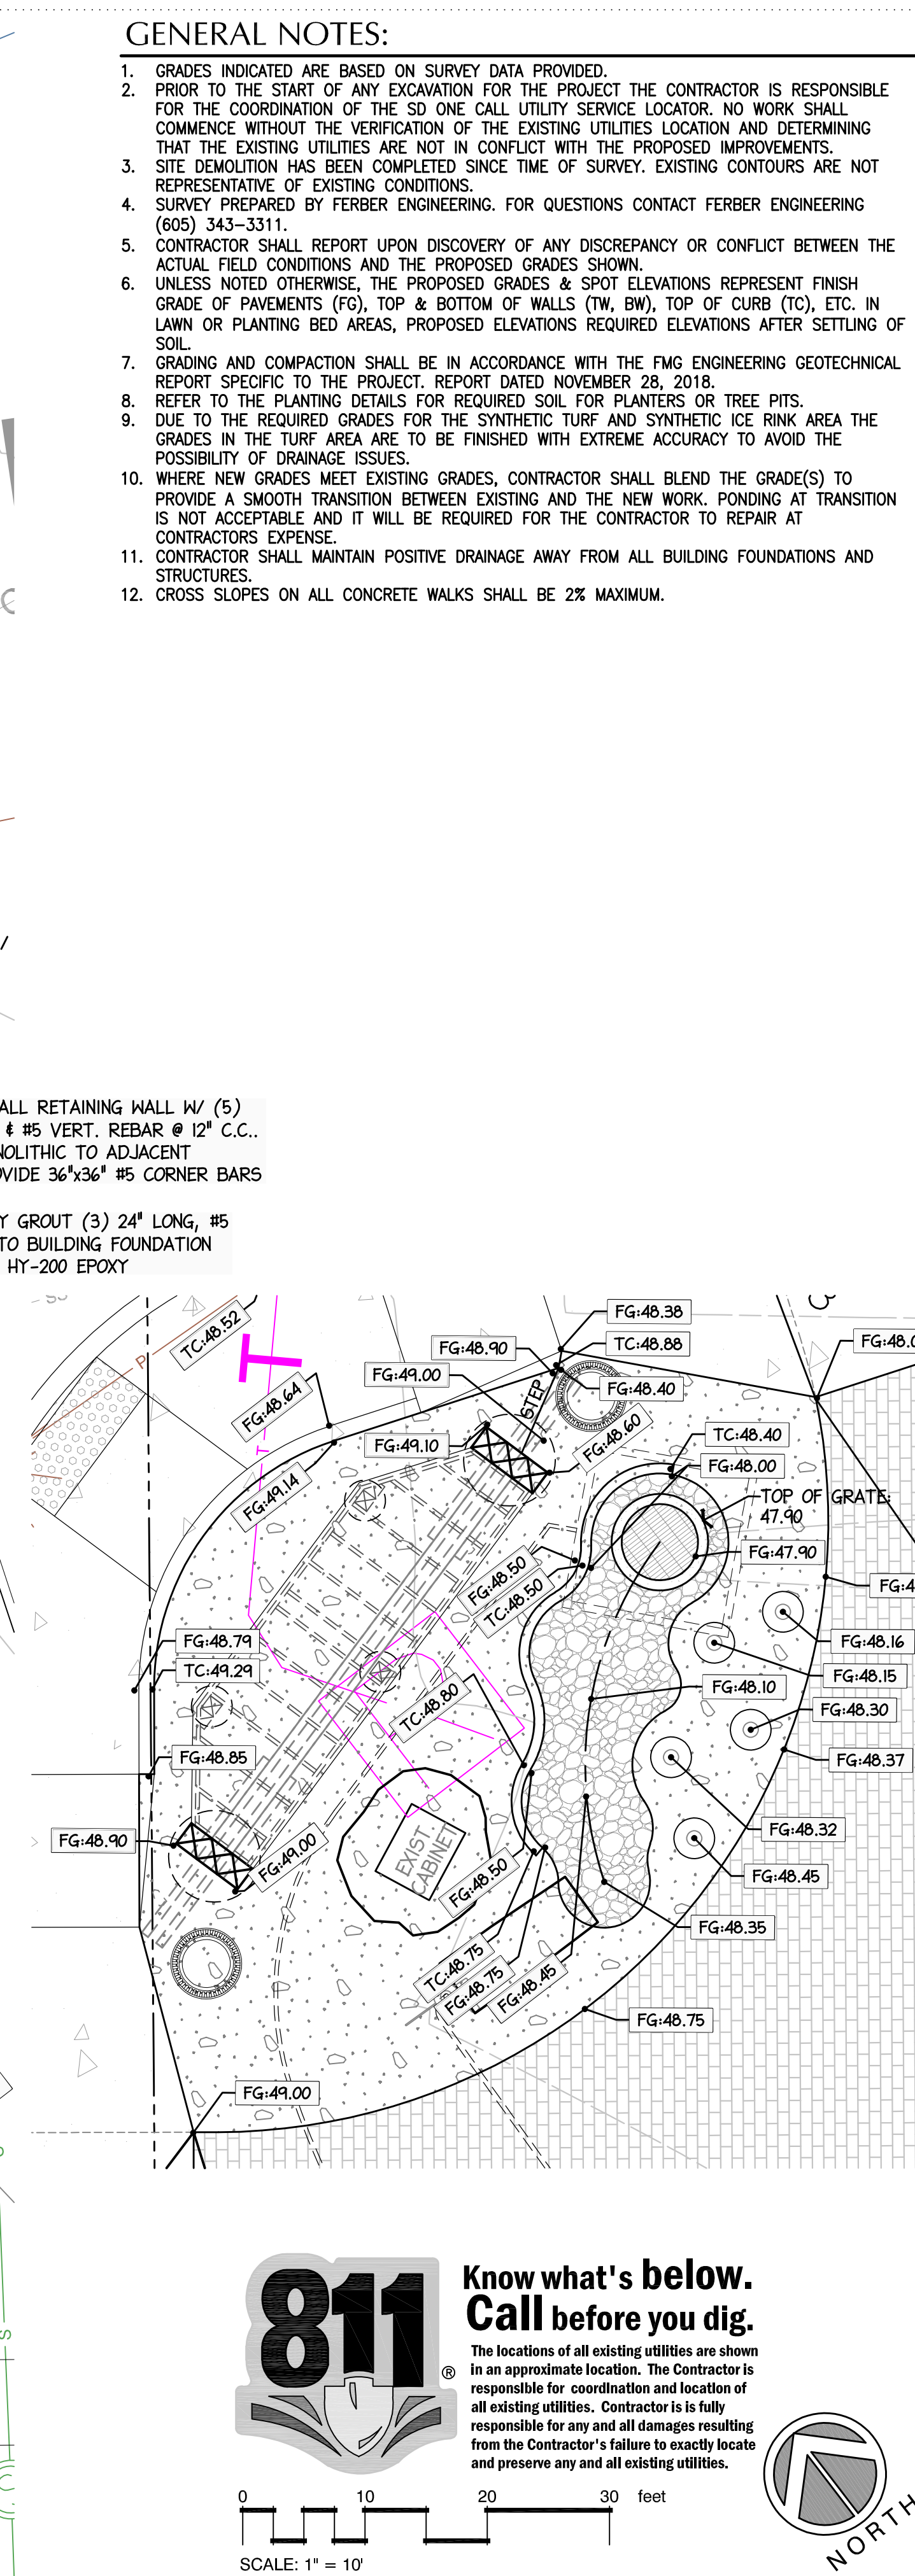 GENERAL NOTES:
1. GRADES INDICATED ARE BASED ON SURVEY DATA PROVIDED.
2. PRIOR TO THE START OF ANY EXCAVATION FOR THE PROJECT THE CONTRACTOR IS RESPONSIBLE
FOR THE COORDINATION OF THE SD ONE CALL UTILITY SERVICE LOCATOR. NO WORK SHALL
COMMENCE WITHOUT THE VERIFICATION OF THE EXISTING UTILITIES LOCATION AND DETERMINING
THAT THE EXISTING UTILITIES ARE NOT IN CONFLICT WITH THE PROPOSED IMPROVEMENTS.
3. SITE DEMOLITION HAS BEEN COMPLETED SINCE TIME OF SURVEY. EXISTING CONTOURS ARE NOT
REPRESENTATIVE OF EXISTING CONDITIONS.
4. SURVEY PREPARED BY FERBER ENGINEERING. FOR QUESTIONS CONTACT FERBER ENGINEERING
(605) 343-3311.
5. CONTRACTOR SHALL REPORT UPON DISCOVERY OF ANY DISCREPANCY OR CONFLICT BETWEEN THE
ACTUAL FIELD CONDITIONS AND THE PROPOSED GRADES SHOWN.
6. UNLESS NOTED OTHERWISE, THE PROPOSED GRADES & SPOT ELEVATIONS REPRESENT FINISH
GRADE OF PAVEMENTS (FG), TOP & BOTTOM OF WALLS (TW, BW), TOP OF CURB (TC), ETC. IN
LAWN OR PLANTING BED AREAS, PROPOSED ELEVATIONS REQUIRED ELEVATIONS AFTER SETTLING OF
SOIL.
7. GRADING AND COMPACTION SHALL BE IN ACCORDANCE WITH THE FMG ENGINEERING GEOTECHNICAL
REPORT SPECIFIC TO THE PROJECT. REPORT DATED NOVEMBER 28, 2018.
8. REFER TO THE PLANTING DETAILS FOR REQUIRED SOIL FOR PLANTERS OR TREE PITS.
9. DUE TO THE REQUIRED GRADES FOR THE SYNTHETIC TURF AND SYNTHETIC ICE RINK AREA THE
GRADES IN THE TURF AREA ARE TO BE FINISHED WITH EXTREME ACCURACY TO AVOID THE
POSSIBILITY OF DRAINAGE ISSUES.
10. WHERE NEW GRADES MEET EXISTING GRADES, CONTRACTOR SHALL BLEND THE GRADE(S) TO
PROVIDE A SMOOTH TRANSITION BETWEEN EXISTING AND THE NEW WORK. PONDING AT TRANSITION
IS NOT ACCEPTABLE AND IT WILL BE REQUIRED FOR THE CONTRACTOR TO REPAIR AT
CONTRACTORS EXPENSE.
11. CONTRACTOR SHALL MAINTAIN POSITIVE DRAINAGE AWAY FROM ALL BUILDING FOUNDATIONS AND
STRUCTURES.
12. CROSS SLOPES ON ALL CONCRETE WALKS SHALL BE 2% MAXIMUM.
ALL RETAINING WALL W/ (5)
& #5 VERT. REBAR @ 12" C.C..
NOLITHIC TO ADJACENT
OVIDE 36"x36" #5 CORNER BARS
Y GROUT (3) 24" LONG, #5
TO BUILDING FOUNDATION
HY-200 EPOXY
TC:48.52
FG:48.38
FG:48.90
TC:48.88
FG:48.0
FG:49.00
FG:48.40
STEP
FG:48.64
FG:49.10
FG:48.60
TC:48.40
FG:48.00
P
T
FG:49.14
TOP OF GRATE:
47.90
FG:47.90
FG:48.50
TC:48.50
FG:4
FG:48.79
FG:48.16
TC:49.29
FG:48.15
TC:48.80
FG:48.10
FG:48.30
FG:48.85
FG:48.37
FG:48.90
FG:48.32
FG:49.00
EXIST.
CABINET
FG:48.50
FG:48.45
FG:48.35
TC:48.75
FG:48.75
FG:48.45
FG:48.75
FG:49.00
811
®
Know what's below.
Call before you dig.
The locations of all existing utilities are shown
in an approximate location. The Contractor is
responsible for coordination and location of
all existing utilities. Contractor is is fully
responsible for any and all damages resulting
from the Contractor's failure to exactly locate
and preserve any and all existing utilities.
0 10 20 30 feet
SCALE: 1" = 10'
NORTH